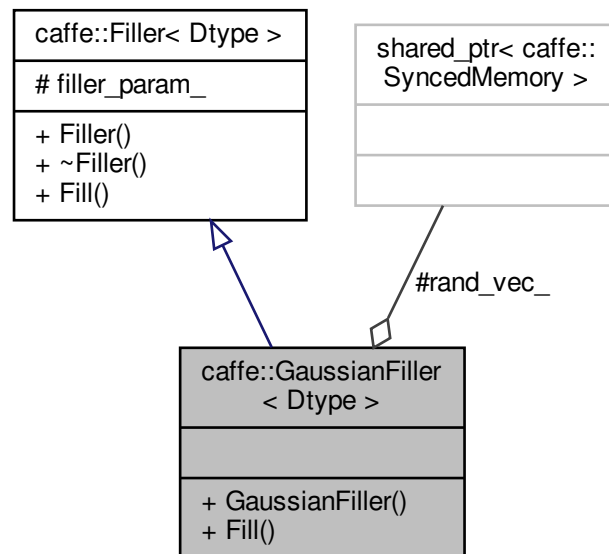 caffe::Filler< Dtype >
# filler_param_
+ Filler()
+ ~Filler()
+ Fill()
shared_ptr< caffe::
SyncedMemory >
#rand_vec_
caffe::GaussianFiller
< Dtype >
+ GaussianFiller()
+ Fill()